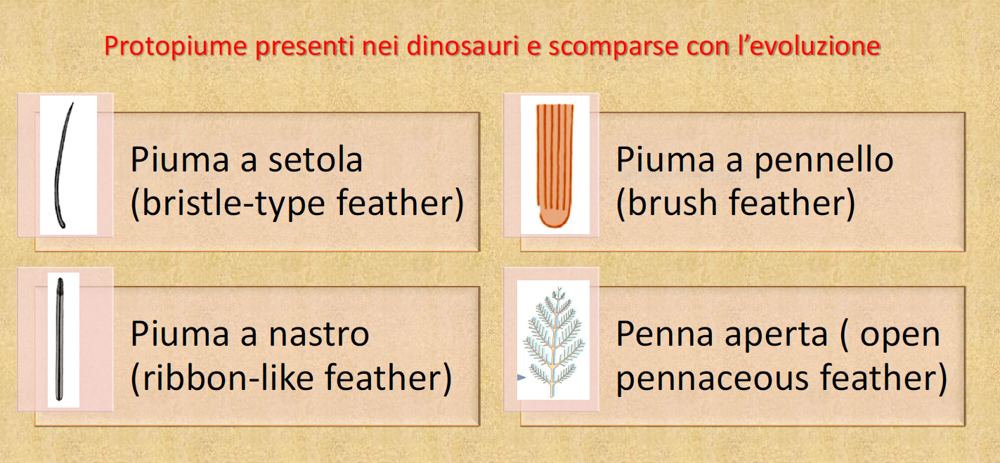 Protopiume presenti nei dinosauri e scomparse con l’evoluzione
Piuma a setola
(bristle-type feather)
Piuma a pennello
(brush feather)
Piuma a nastro
(ribbon-like feather)
Penna aperta ( open
pennaceous feather)